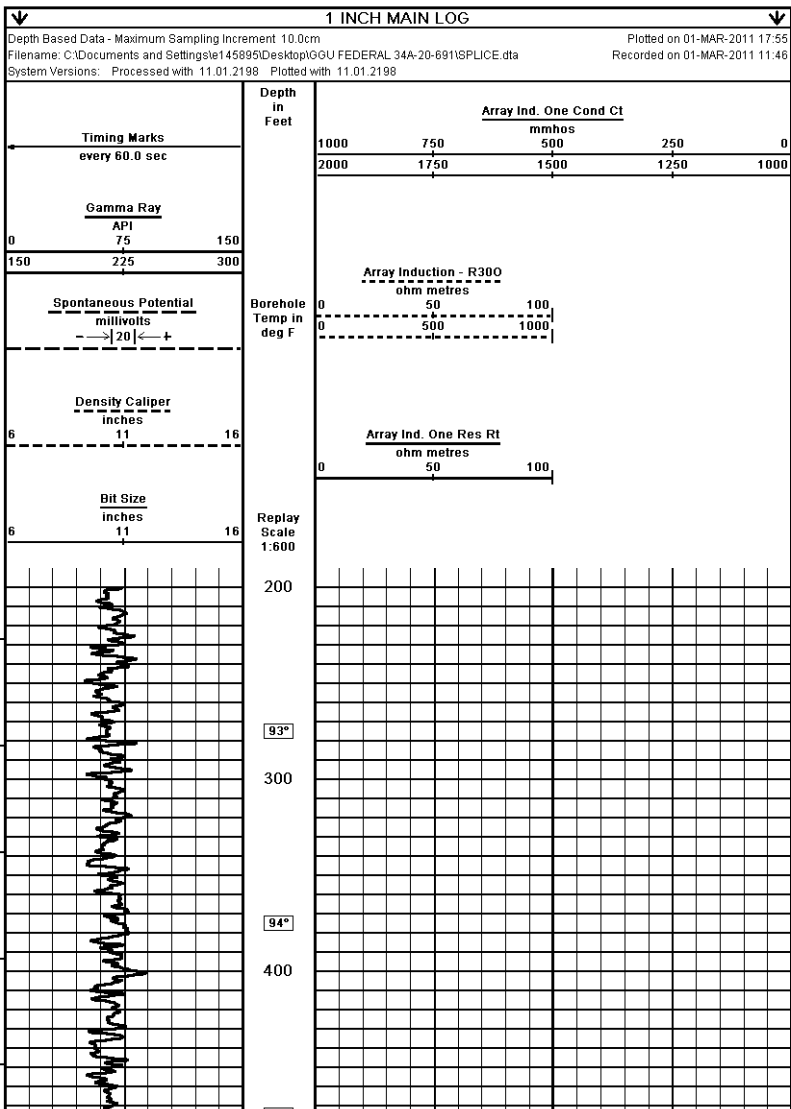 1 INCH MAIN LOG
Depth Based Data - Maximum Sampling Increment 10.0cm
Plotted on 01-MAR-2011 17:55
Filename: C:\Documents and Settings\e145895\Desktop\GGU FEDERAL 34A-20-691\SPLICE.dta
Recorded on 01-MAR-2011 11:46
System Versions: Processed with 11.01.2198 Plotted with 11.01.2198
Timing Marks
every 60.0 sec
Gamma Ray
API
0 75 150
150 225 300
Spontaneous Potential
millivolts
- →|20|← +
Density Caliper
inches
6 11 16
Bit Size
inches
6 11 16
Depth
in
Feet
Borehole
Temp in
deg F
Replay
Scale
1:600
Array Ind. One Cond Ct
mmhos
1000 750 500 250 0
2000 1750 1500 1250 1000
Array Induction - R30O
ohm metres
0 50 100
0 500 1000
Array Ind. One Res Rt
ohm metres
0 50 100
200
93°
300
94°
400